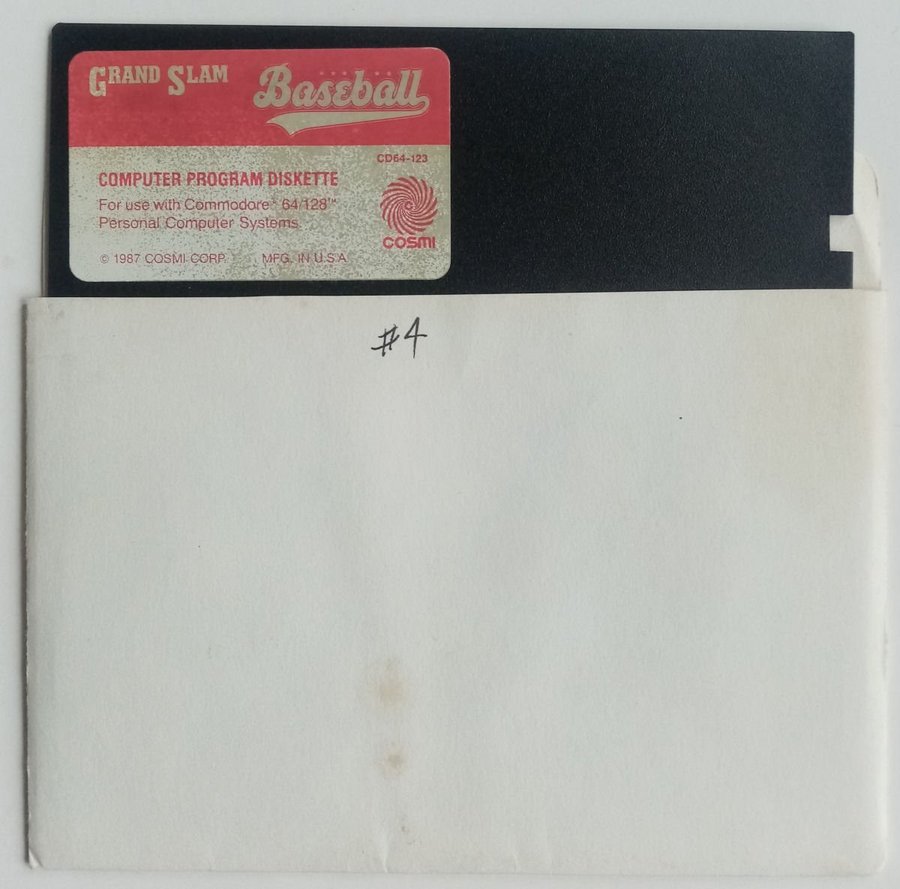 GRAND SLAM Baseball
CD64-123
COMPUTER PROGRAM DISKETTE
For use with Commodore® 64/128™
Personal Computer Systems.
COSMI
© 1987 COSMI CORP. MFG. IN U.S.A.
#4